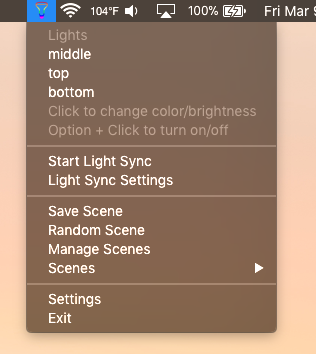 104°F 100% Fri Mar 9
Lights
middle
top
bottom
Click to change color/brightness
Option + Click to turn on/off
Start Light Sync
Light Sync Settings
Save Scene
Random Scene
Manage Scenes
Scenes
Settings
Exit